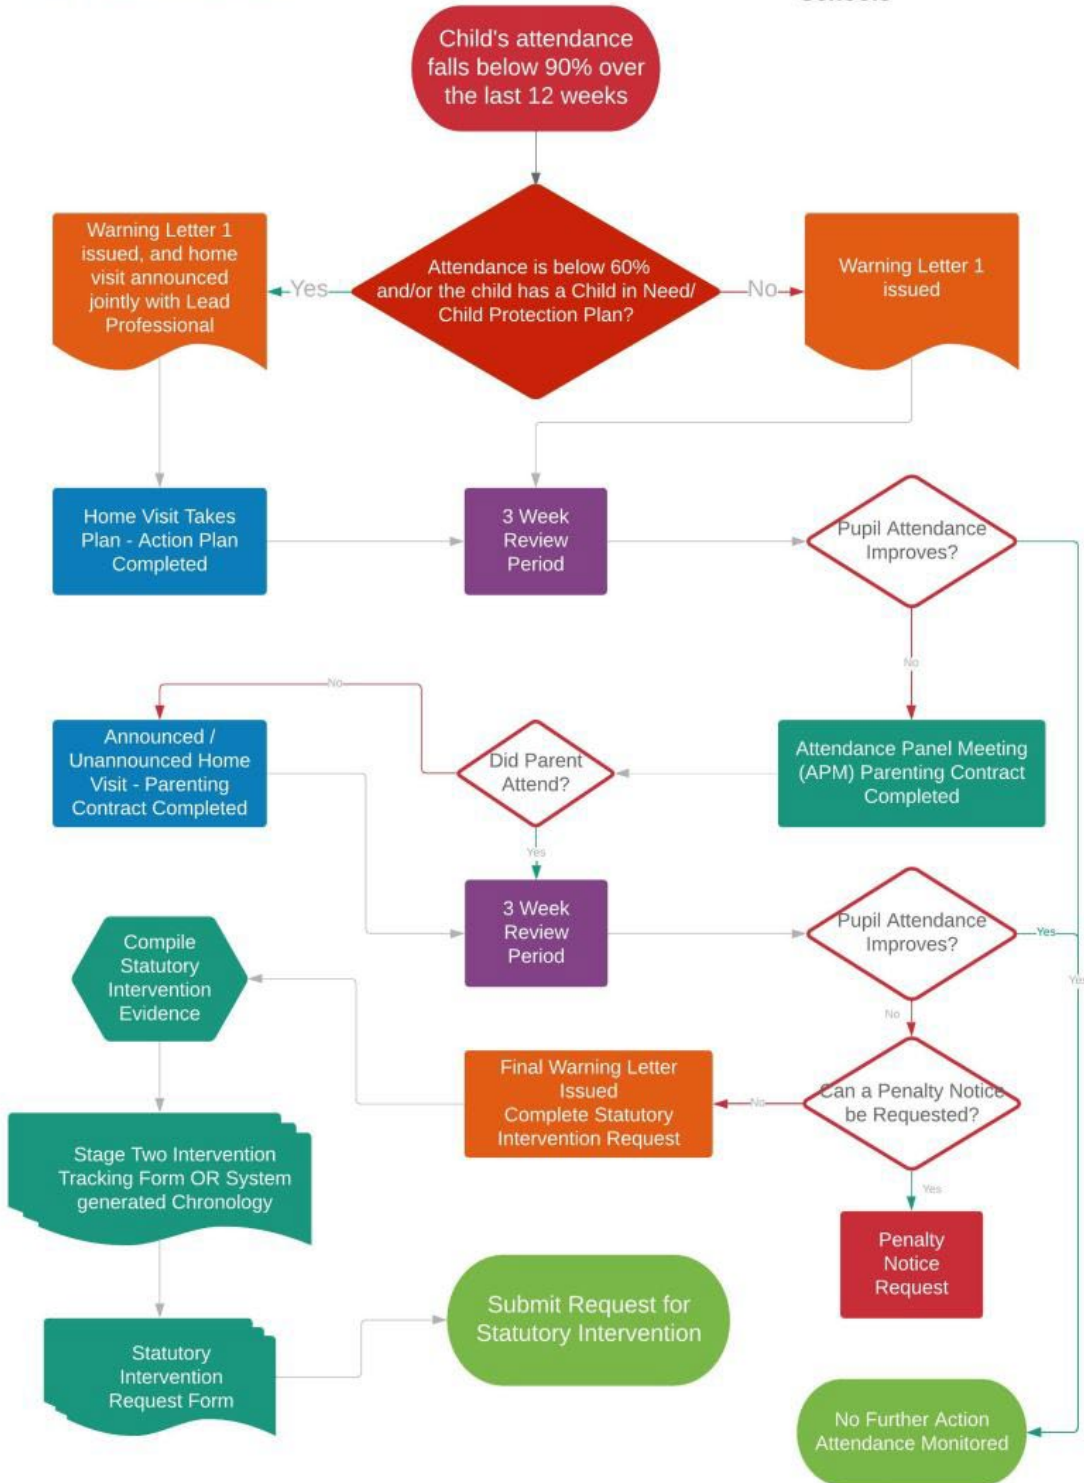 Child's attendance
falls below 90% over
the last 12 weeks
Warning Letter 1
issued, and home
visit announced
jointly with Lead
Professional
Yes
Attendance is below 60%
and/or the child has a Child in Need/
Child Protection Plan?
No
Warning Letter 1
issued
Home Visit Takes
Plan - Action Plan
Completed
3 Week
Review
Period
Pupil Attendance
Improves?
No
No
Announced /
Unannounced Home
Visit - Parenting
Contract Completed
Did Parent
Attend?
Attendance Panel Meeting
(APM) Parenting Contract
Completed
Yes
3 Week
Review
Period
Pupil Attendance
Improves?
Yes
Yes
Compile
Statutory
Intervention
Evidence
No
Final Warning Letter
Issued
Complete Statutory
Intervention Request
No
Can a Penalty Notice
be Requested?
Stage Two Intervention
Tracking Form OR System
generated Chronology
Yes
Penalty
Notice
Request
Submit Request for
Statutory Intervention
Statutory
Intervention
Request Form
No Further Action
Attendance Monitored